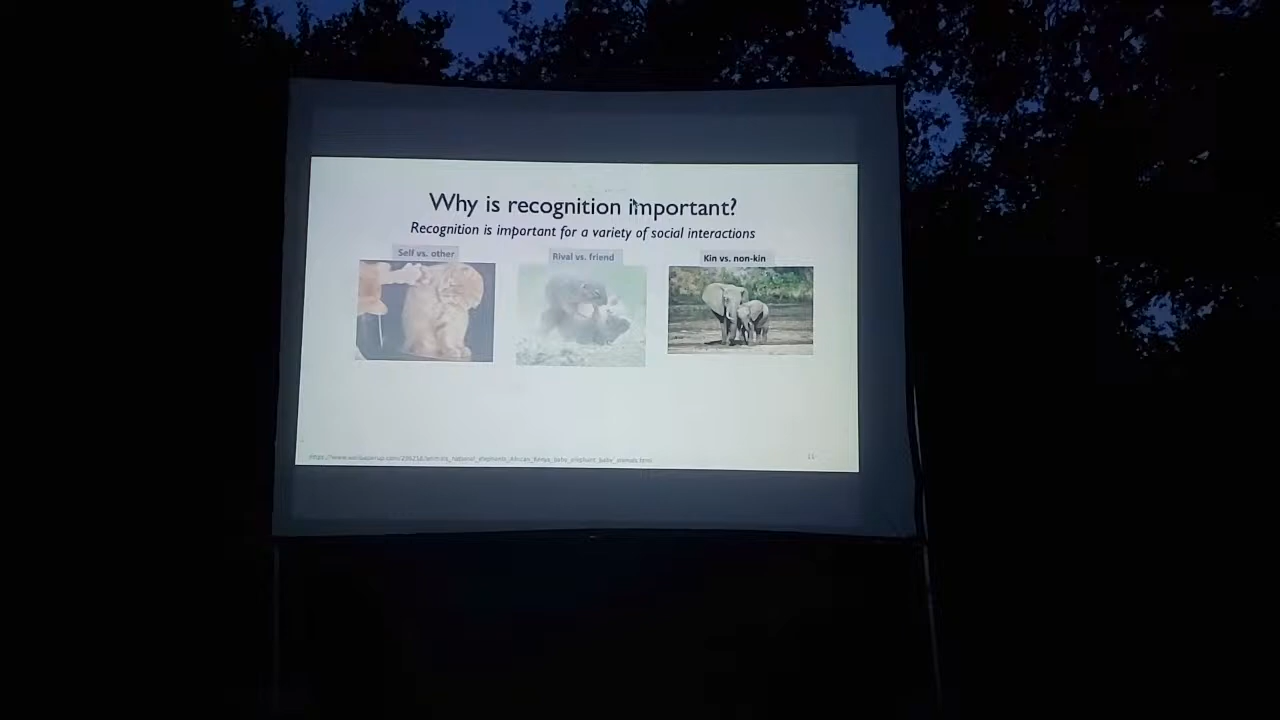 Why is recognition important?
Recognition is important for a variety of social interactions
Self vs. other
Rival vs. friend
Kin vs. non-kin